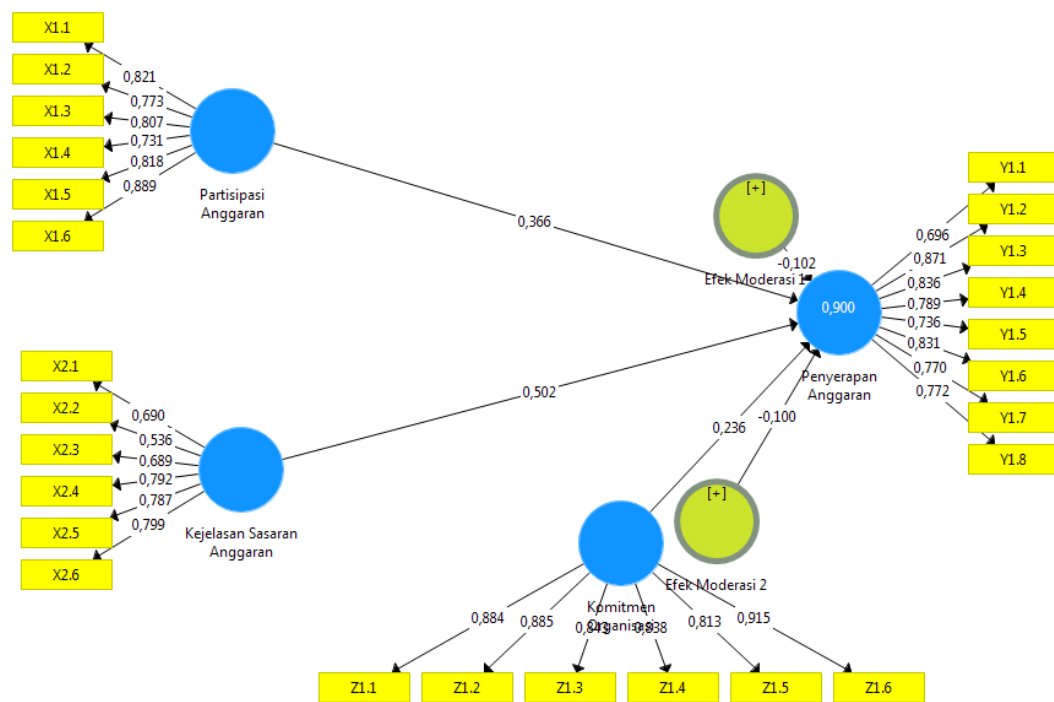 X1.1
X1.2
X1.3
X1.4
X1.5
X1.6
0,821
0,773
0,807
0,731
0,818
0,889
Partisipasi
Anggaran
0,366
[+]
Efek Moderasi 1
-0,102
0,900
Penyerapan
Anggaran
0,696
0,871
0,836
0,789
0,736
0,831
0,770
0,772
Y1.1
Y1.2
Y1.3
Y1.4
Y1.5
Y1.6
Y1.7
Y1.8
X2.1
X2.2
X2.3
X2.4
X2.5
X2.6
0,690
0,536
0,689
0,792
0,787
0,799
Kejelasan Sasaran
Anggaran
0,502
0,236
-0,100
[+]
Efek Moderasi 2
Komitmen
Organisasi
0,884
0,885
0,843
0,838
0,813
0,915
Z1.1
Z1.2
Z1.3
Z1.4
Z1.5
Z1.6